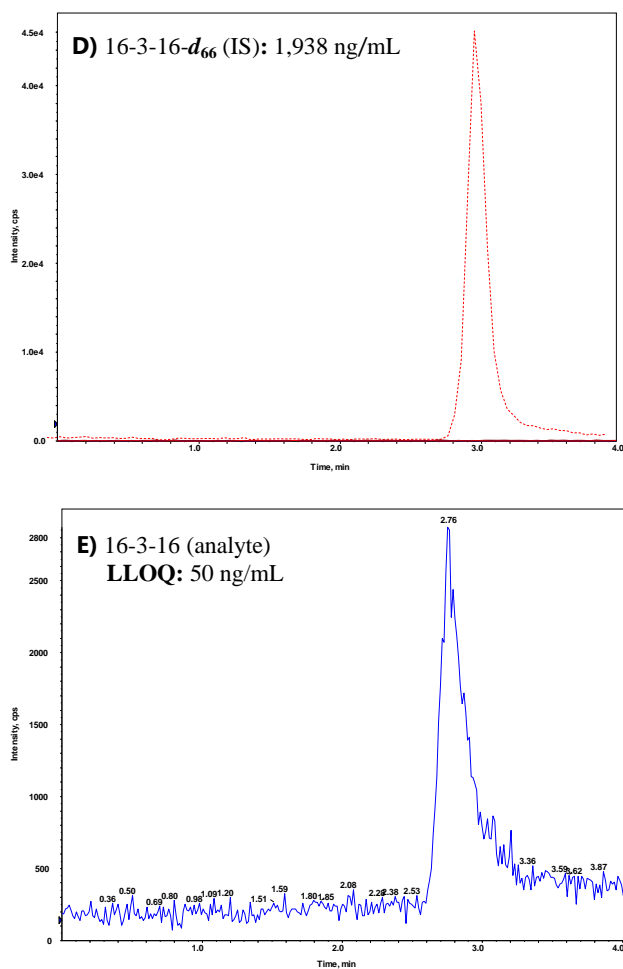 D) 16-3-16-d66 (IS): 1,938 ng/mL
4.5e4
4.0e4
3.0e4
2.0e4
1.0e4
0.0
Intensity, cps
1.0 2.0 3.0 4.0
Time, min
E) 16-3-16 (analyte)
LLOQ: 50 ng/mL
2.76
2800
2500
2000
1500
1000
500
0
Intensity, cps
0.36 0.50 0.69 0.80 0.98 1.09 1.20 1.51 1.59 1.80 1.85 2.08 2.28 2.38 2.53 3.36 3.59 3.62 3.87
1.0 2.0 3.0 4.0
Time, min